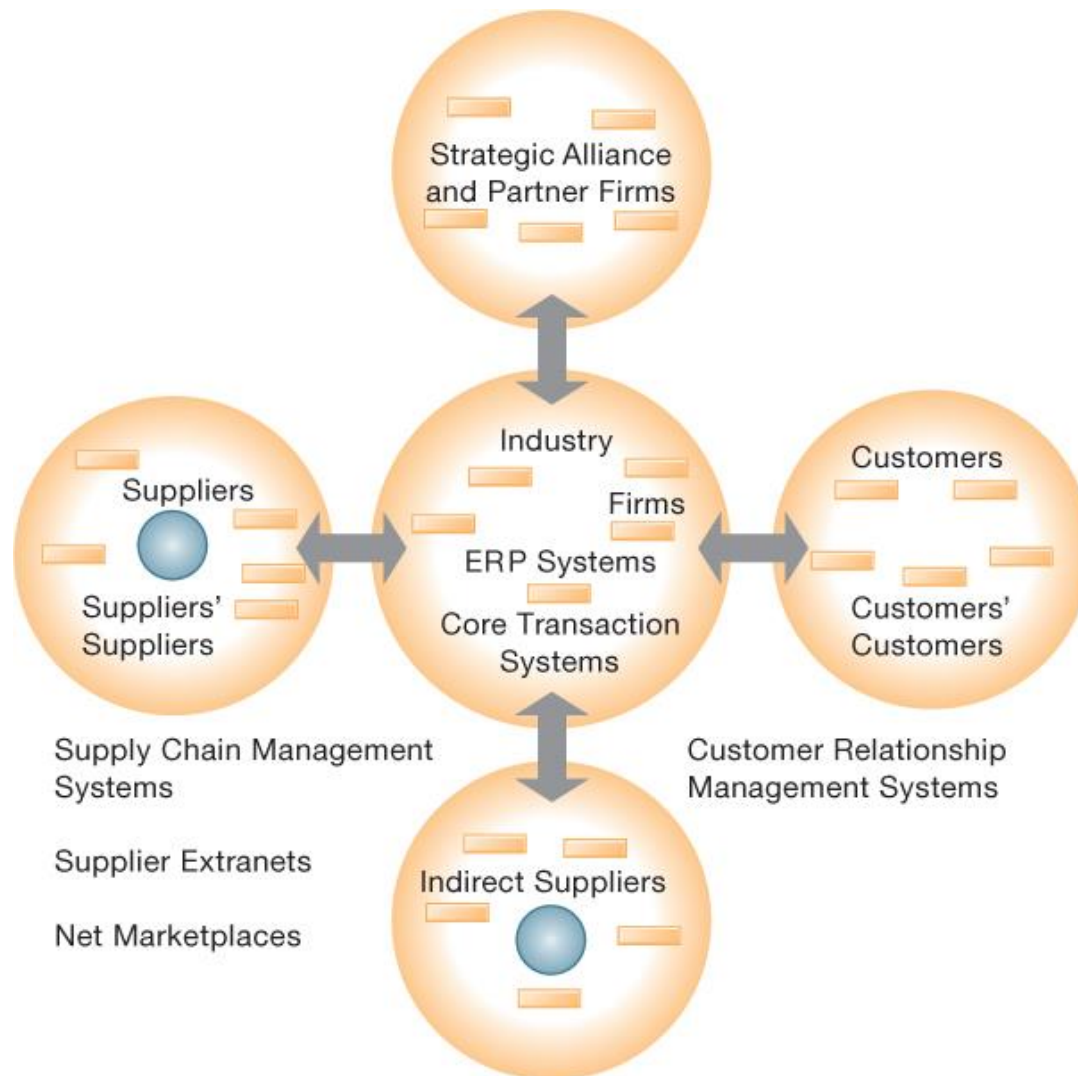 Strategic Alliance
and Partner Firms
Industry
Firms
ERP Systems
Core Transaction
Systems
Suppliers
Suppliers’
Suppliers
Customers
Customers’
Customers
Supply Chain Management
Systems
Supplier Extranets
Net Marketplaces
Customer Relationship
Management Systems
Indirect Suppliers